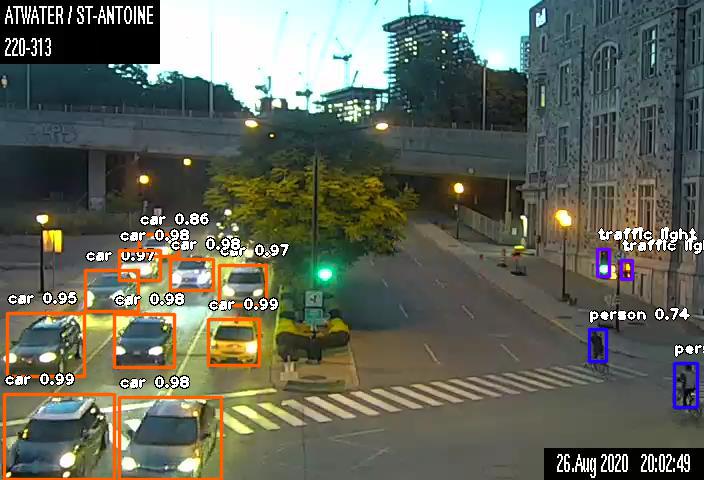 ATWATER / ST-ANTOINE
220-313
car 0.86
car 0.98
car 0.98
car 0.97
car 0.97
traffic light
traffic lig
car 0.95
car 0.98
car 0.99
person 0.74
pers
car 0.99
car 0.98
26.Aug 2020 20:02:49